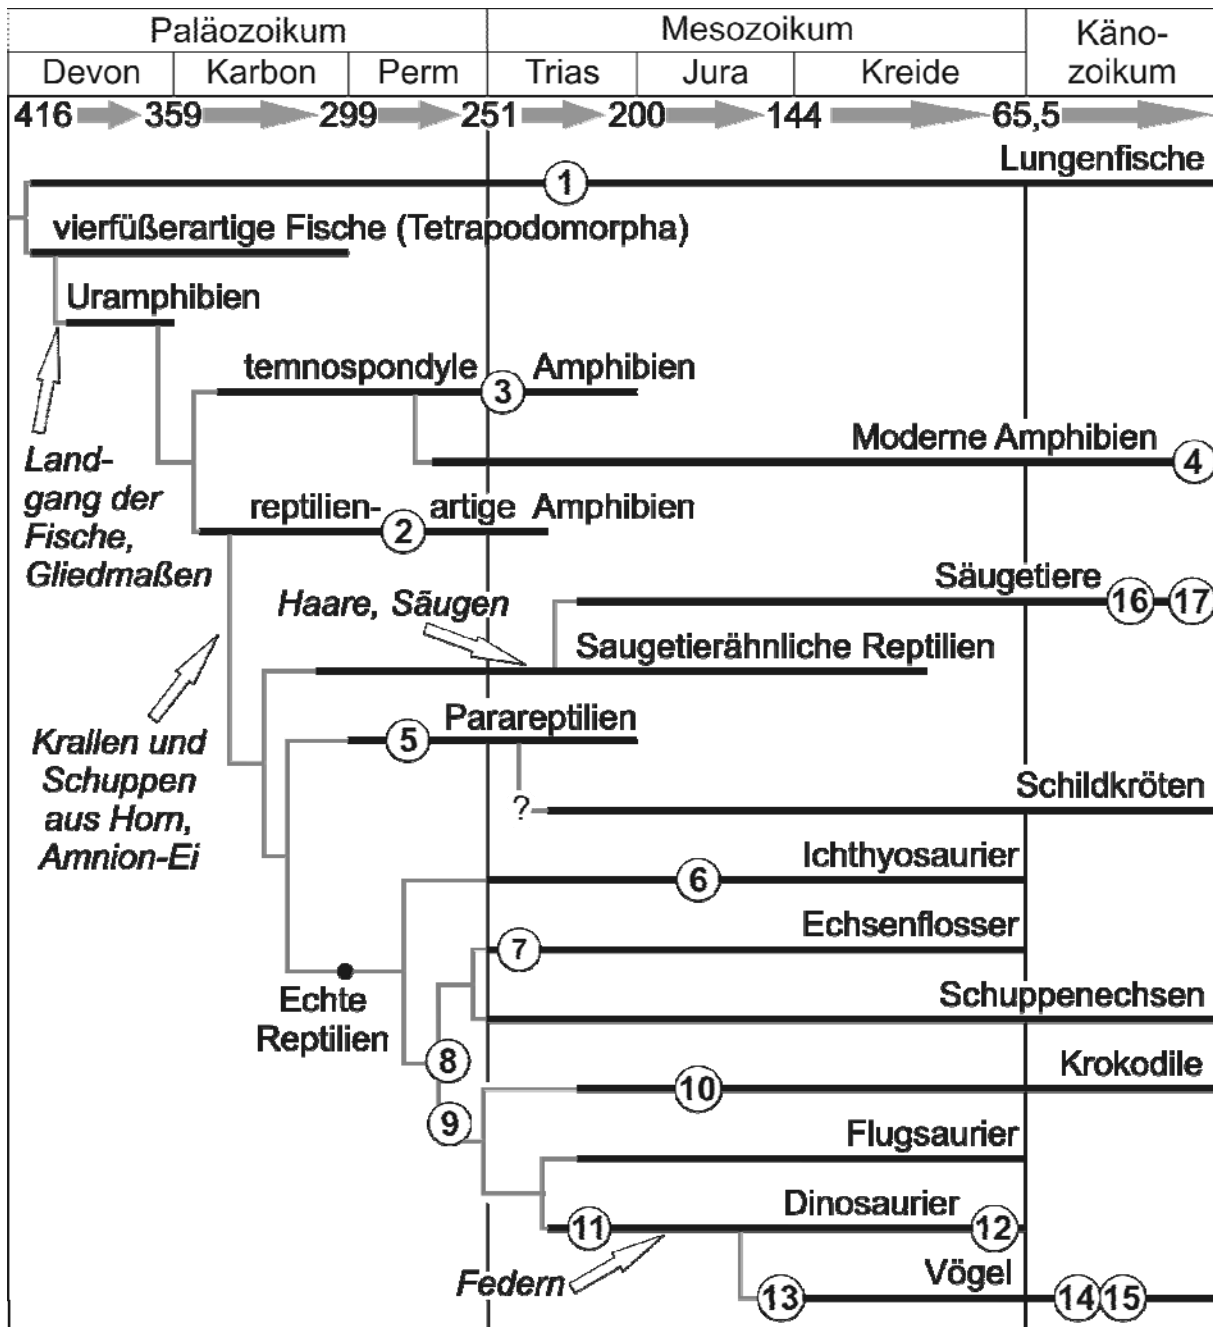 Paläozoikum Mesozoikum Käno-
zoikum
Devon Karbon Perm Trias Jura Kreide
416 359 299 251 200 144 65,5
Lungenfische
1
vierfüßerartige Fische (Tetrapodomorpha)
Uramphibien
temnospondyle Amphibien
3
Moderne Amphibien
4
Land-
gang der
Fische,
Gliedmaßen
reptilien- artige Amphibien
2
Säugetiere
16 17
Haare, Säugen
Saugetierähnliche Reptilien
Parareptilien
5
Krallen und
Schuppen
aus Horn,
Amnion-Ei
Schildkröten
?
Ichthyosaurier
6
Echsenflosser
7
Echte
Reptilien
Schuppenechsen
8
Krokodile
10
9
Flugsaurier
Dinosaurier
11 12
Federn
Vögel
13 14 15